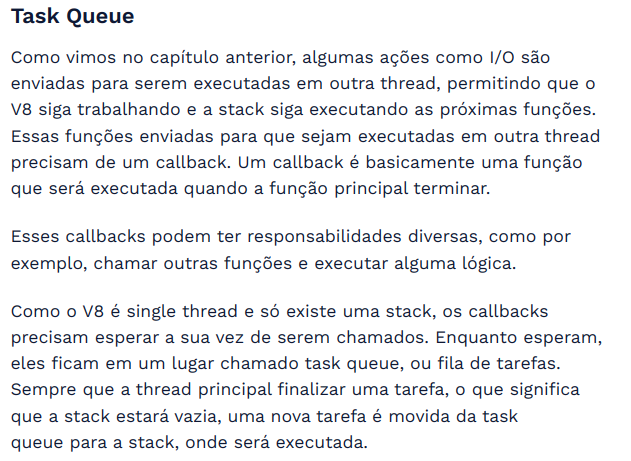 Task Queue
Como vimos no capítulo anterior, algumas ações como I/O são
enviadas para serem executadas em outra thread, permitindo que o
V8 siga trabalhando e a stack siga executando as próximas funções.
Essas funções enviadas para que sejam executadas em outra thread
precisam de um callback. Um callback é basicamente uma função
que será executada quando a função principal terminar.
Esses callbacks podem ter responsabilidades diversas, como por
exemplo, chamar outras funções e executar alguma lógica.
Como o V8 é single thread e só existe uma stack, os callbacks
precisam esperar a sua vez de serem chamados. Enquanto esperam,
eles ficam em um lugar chamado task queue, ou fila de tarefas.
Sempre que a thread principal finalizar uma tarefa, o que significa
que a stack estará vazia, uma nova tarefa é movida da task
queue para a stack, onde será executada.